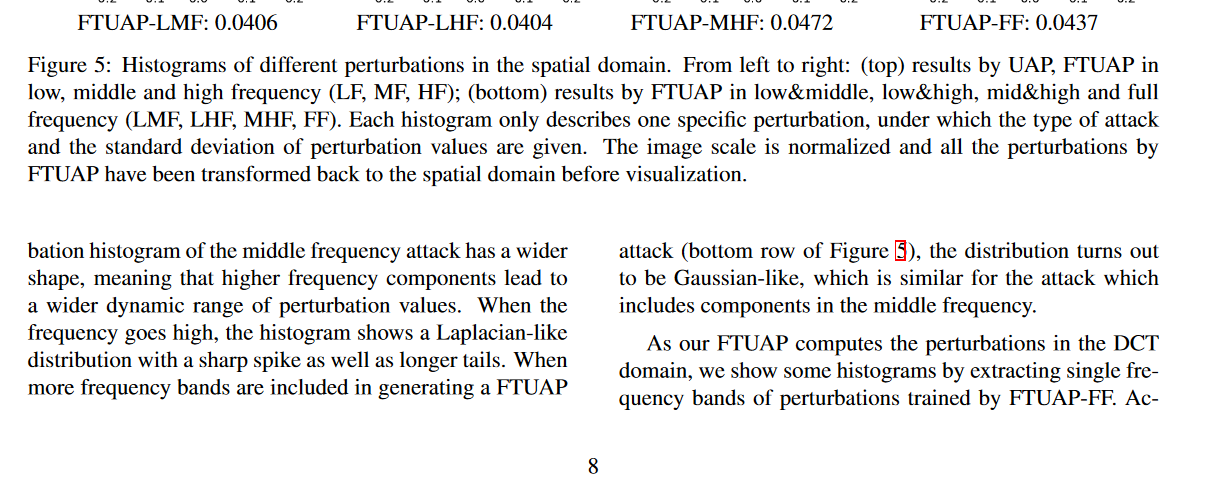 FTUAP-LMF: 0.0406 FTUAP-LHF: 0.0404 FTUAP-MHF: 0.0472 FTUAP-FF: 0.0437
Figure 5: Histograms of different perturbations in the spatial domain. From left to right: (top) results by UAP, FTUAP in
low, middle and high frequency (LF, MF, HF); (bottom) results by FTUAP in low&middle, low&high, mid&high and full
frequency (LMF, LHF, MHF, FF). Each histogram only describes one specific perturbation, under which the type of attack
and the standard deviation of perturbation values are given. The image scale is normalized and all the perturbations by
FTUAP have been transformed back to the spatial domain before visualization.
bation histogram of the middle frequency attack has a wider
shape, meaning that higher frequency components lead to
a wider dynamic range of perturbation values. When the
frequency goes high, the histogram shows a Laplacian-like
distribution with a sharp spike as well as longer tails. When
more frequency bands are included in generating a FTUAP
attack (bottom row of Figure 5), the distribution turns out
to be Gaussian-like, which is similar for the attack which
includes components in the middle frequency.
As our FTUAP computes the perturbations in the DCT
domain, we show some histograms by extracting single fre-
quency bands of perturbations trained by FTUAP-FF. Ac-
8